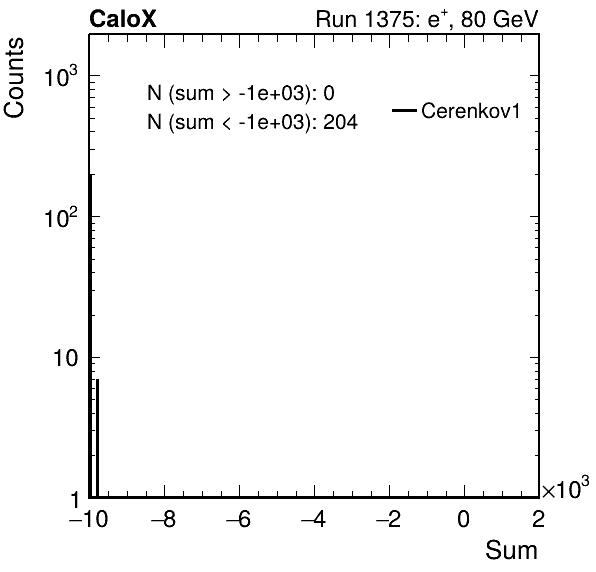 CaloX Run 1375: e⁺, 80 GeV
Counts
10³
N (sum > -1e+03): 0
Cerenkov1
N (sum < -1e+03): 204
10²
10
1
−10 −8 −6 −4 −2 0 2
×10³
Sum